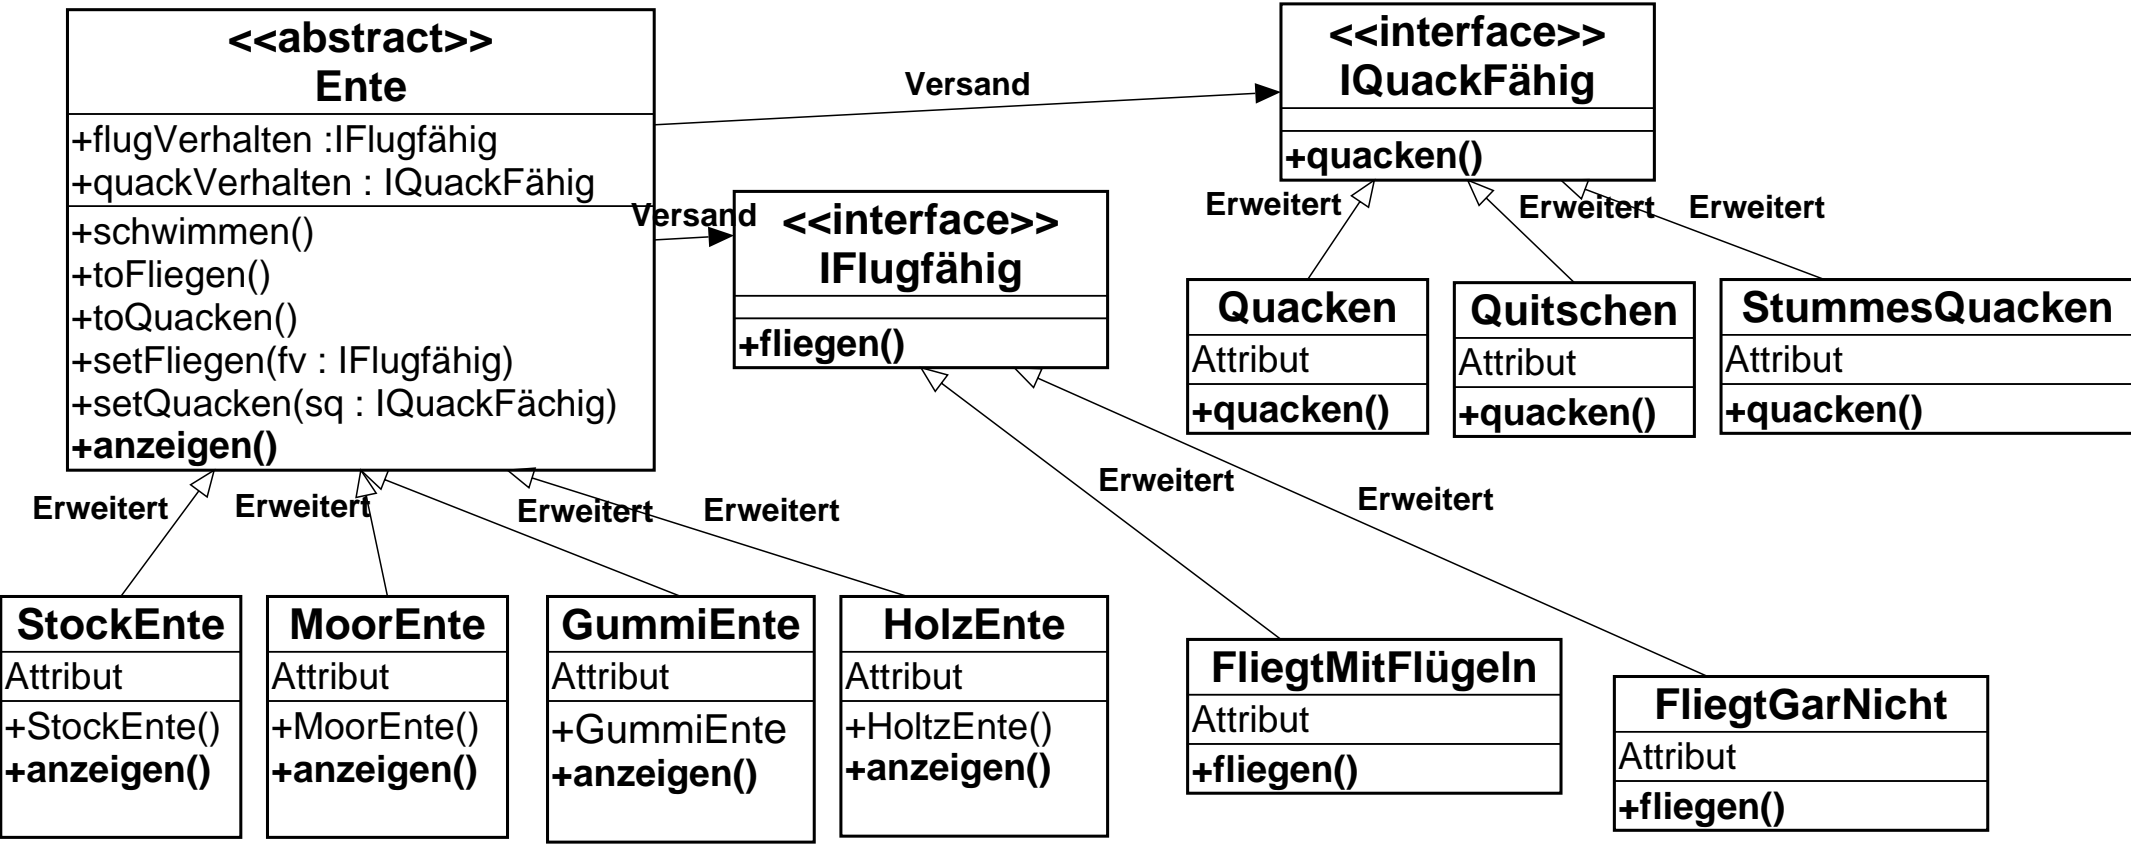 <<abstract>>
Ente
+flugVerhalten :IFlugfähig
+quackVerhalten : IQuackFähig
+schwimmen()
+toFliegen()
+toQuacken()
+setFliegen(fv : IFlugfähig)
+setQuacken(sq : IQuackFächig)
+anzeigen()
Versand
<<interface>>
IQuackFähig
+quacken()
Versand
<<interface>>
IFlugfähig
+fliegen()
Erweitert
Erweitert
Erweitert
Quacken
Attribut
+quacken()
Quitschen
Attribut
+quacken()
StummesQuacken
Attribut
+quacken()
Erweitert
Erweitert
Erweitert
Erweitert
Erweitert
Erweitert
StockEnte
Attribut
+StockEnte()
+anzeigen()
MoorEnte
Attribut
+MoorEnte()
+anzeigen()
GummiEnte
Attribut
+GummiEnte
+anzeigen()
HolzEnte
Attribut
+HoltzEnte()
+anzeigen()
FliegtMitFlügeln
Attribut
+fliegen()
FliegtGarNicht
Attribut
+fliegen()